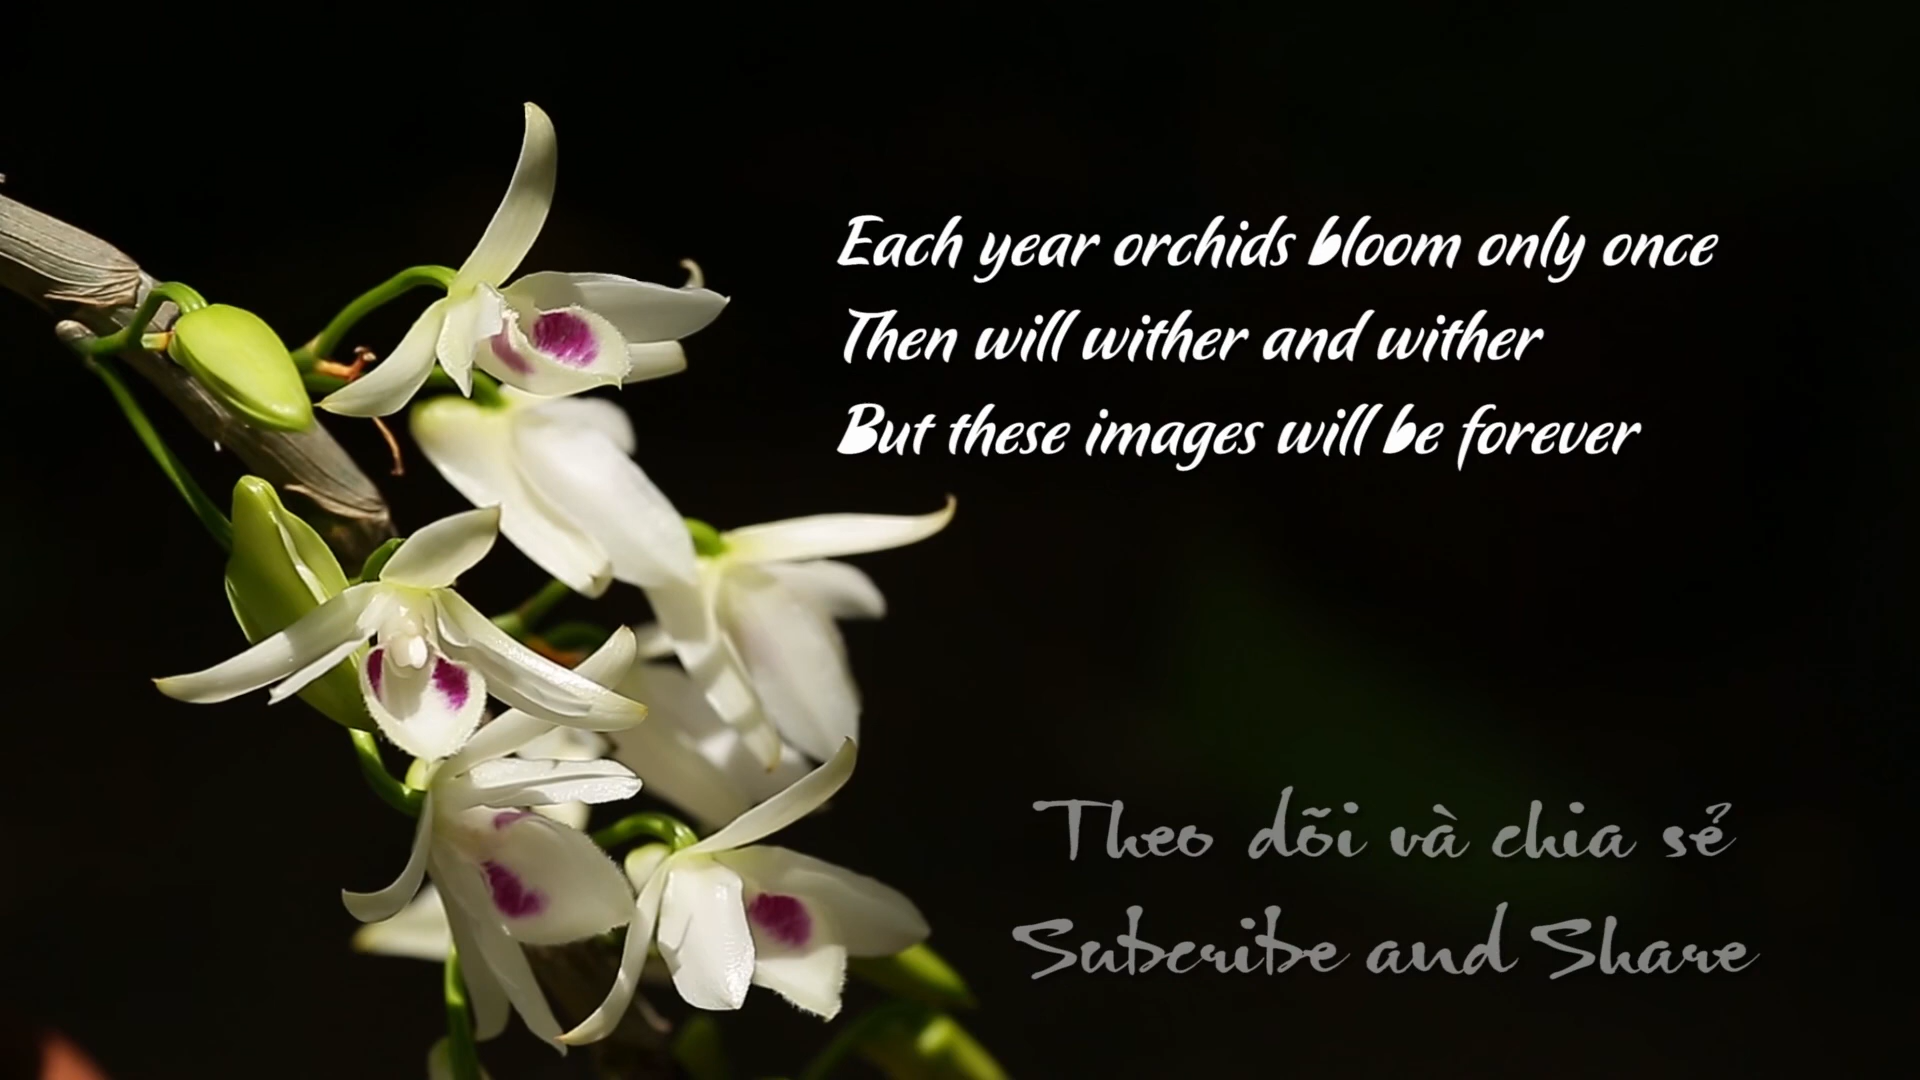 Each year orchids bloom only once
Then will wither and wither
But these images will be forever
Theo dõi và chia sẻ
Subcribe and Share